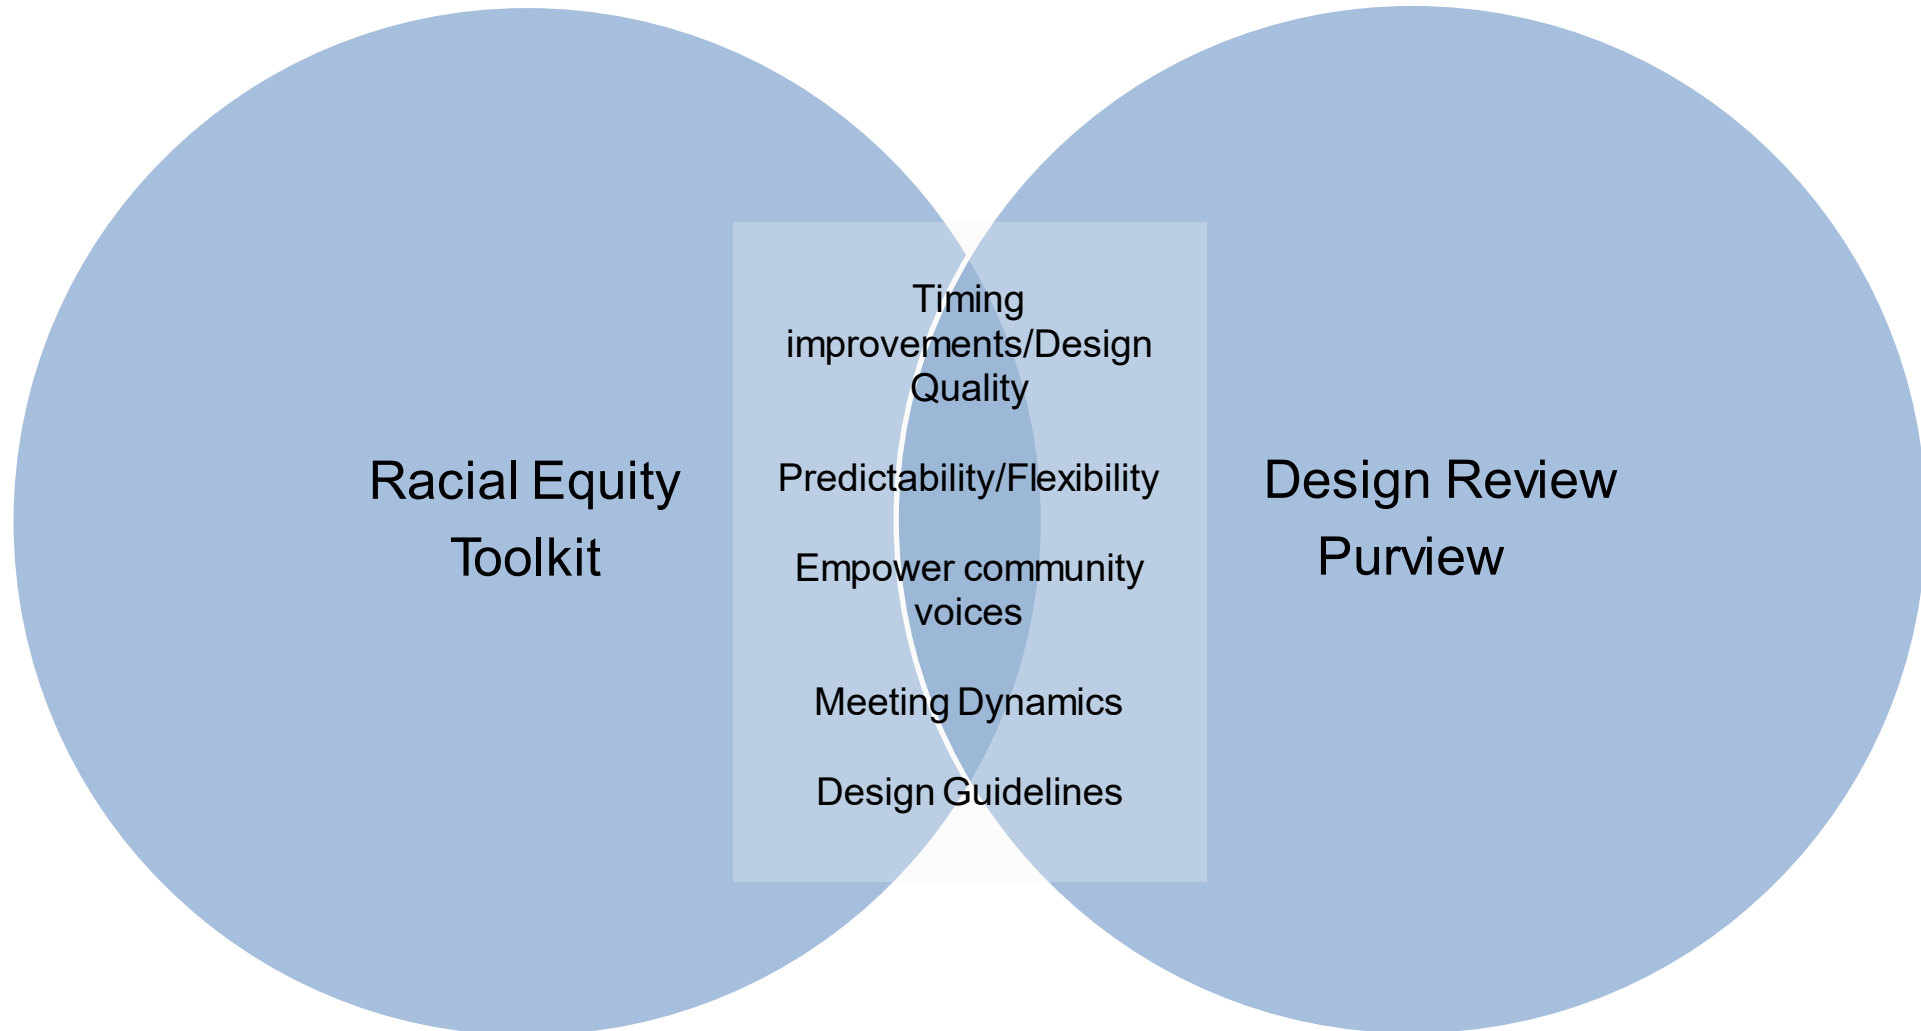 Racial Equity
Toolkit
Timing
improvements/Design
Quality
Predictability/Flexibility
Empower community
voices
Meeting Dynamics
Design Guidelines
Design Review
Purview